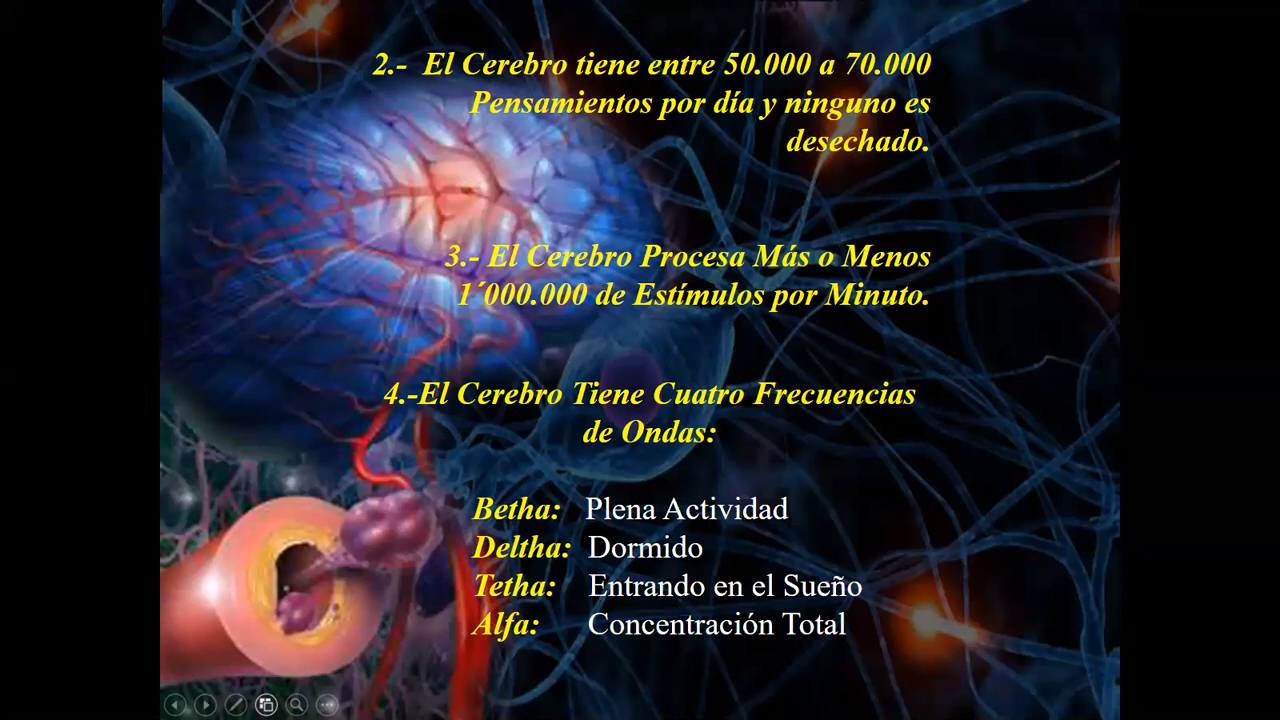 2.- El Cerebro tiene entre 50.000 a 70.000
Pensamientos por día y ninguno es
desechado.
3.- El Cerebro Procesa Más o Menos
1´000.000 de Estímulos por Minuto.
4.-El Cerebro Tiene Cuatro Frecuencias
de Ondas:
Betha: Plena Actividad
Deltha: Dormido
Tetha: Entrando en el Sueño
Alfa: Concentración Total